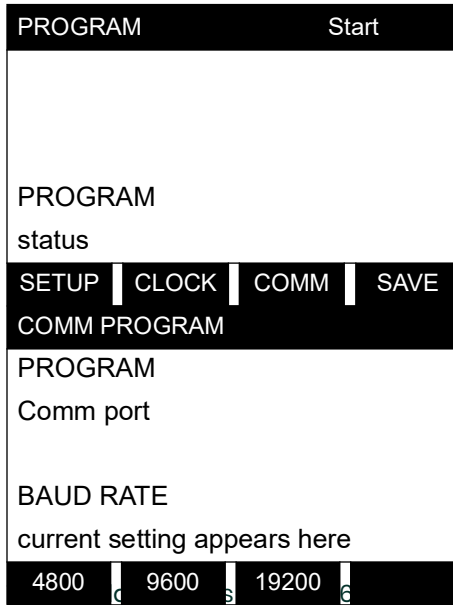 PROGRAM Start
PROGRAM
status
SETUP CLOCK COMM SAVE
COMM PROGRAM
PROGRAM
Comm port
BAUD RATE
current setting appears here
4800 9600 19200